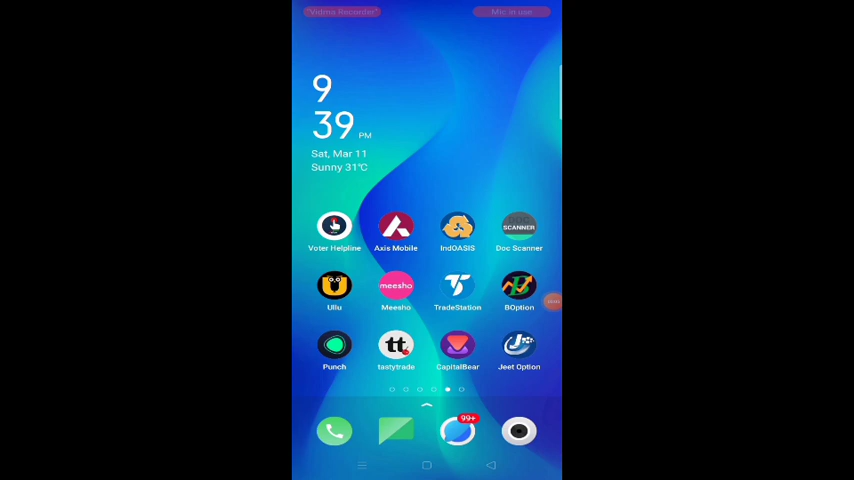 "Vidma Recorder"
Mic in use
9
39 PM
Sat, Mar 11
Sunny 31°C
DOC
SCANNER
Voter Helpline
Axis Mobile
IndOASIS
Doc Scanner
meesho
Ullu
Meesho
TradeStation
BOption
tt
Punch
tastytrade
CapitalBear
Jeet Option
99+